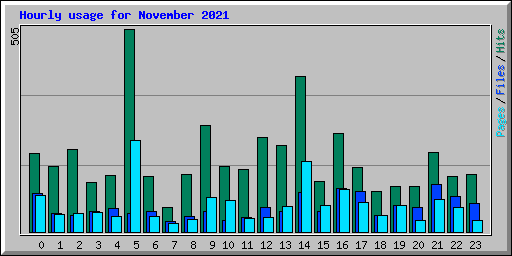 Hourly usage for November 2021
505
Pages / Files / Hits
0 1 2 3 4 5 6 7 8 9 10 11 12 13 14 15 16 17 18 19 20 21 22 23